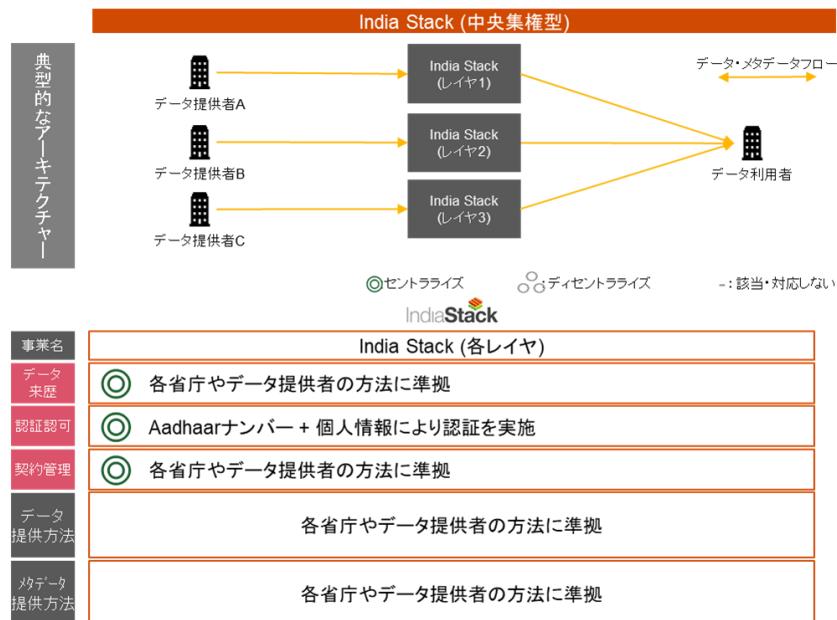 India Stack (中央集権型)
典型的なアーキテクチャー
データ提供者A
India Stack
(レイヤ1)
データ・メタデータフロー
データ提供者B
India Stack
(レイヤ2)
データ利用者
データ提供者C
India Stack
(レイヤ3)
セントラライズ
:ディセントラライズ
-:該当・対応しない
IndiaStack
事業名
India Stack (各レイヤ)
データ
来歴
各省庁やデータ提供者の方法に準拠
認証認可
Aadhaarナンバー + 個人情報により認証を実施
契約管理
各省庁やデータ提供者の方法に準拠
データ
提供方法
各省庁やデータ提供者の方法に準拠
メタデータ
提供方法
各省庁やデータ提供者の方法に準拠